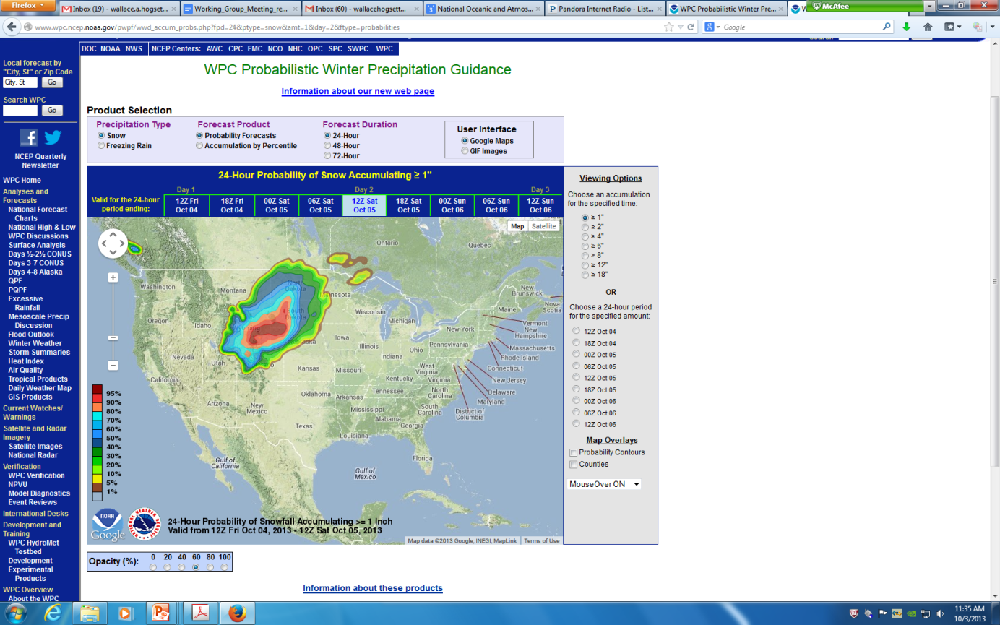 Firefox
Inbox (19) - wallace.a.hogset...
Working_Group_Meeting_re...
Inbox (60) - wallacehogsett...
National Oceanic and Atmos...
Pandora Internet Radio - List...
WPC Probabilistic Winter Pre...
W
McAfee
www.wpc.ncep.noaa.gov/pwpf/wwd_accum_probs.php?fpd=24&ptype=snow&amt=1&day=2&ftype=probabilities
Google
DOC NOAA NWS NCEP Centers: AWC CPC EMC NCO NHC OPC SPC SWPC WPC
Local forecast by
"City, St" or Zip Code
City, St Go
Search WPC
Go
NCEP Quarterly
Newsletter
WPC Home
Analyses and
Forecasts
National Forecast
Charts
National High & Low
WPC Discussions
Surface Analysis
Days ½-2½ CONUS
Days 3-7 CONUS
Days 4-8 Alaska
QPF
PQPF
Excessive
Rainfall
Mesoscale Precip
Discussion
Flood Outlook
Winter Weather
Storm Summaries
Heat Index
Air Quality
Tropical Products
Daily Weather Map
GIS Products
Current Watches/
Warnings
Satellite and Radar
Imagery
Satellite Images
National Radar
Verification
WPC Verification
NPVU
Model Diagnostics
Event Reviews
International Desks
Development and
Training
WPC HydroMet
Testbed
Development
Experimental
Products
WPC Overview
About the WPC
WPC Probabilistic Winter Precipitation Guidance
Information about our new web page
Product Selection
Precipitation Type
Snow
Freezing Rain
Forecast Product
Probability Forecasts
Accumulation by Percentile
Forecast Duration
24-Hour
48-Hour
72-Hour
User Interface
Google Maps
GIF Images
24-Hour Probability of Snow Accumulating ≥ 1"
Day 1 Day 2 Day 3
Valid for the 24-hour
period ending:
12Z Fri
Oct 04
18Z Fri
Oct 04
00Z Sat
Oct 05
06Z Sat
Oct 05
12Z Sat
Oct 05
18Z Sat
Oct 05
00Z Sun
Oct 06
06Z Sun
Oct 06
12Z Sun
Oct 06
Map Satellite
Ontario
Quebec
Washington
Montana
North
Dakota
Minnesota
New
Brunswick
Nova
Scotia
Maine
Oregon
Idaho
Wyoming
South
Dakota
Wisconsin
Michigan
New York
Vermont
New
Hampshire
Massachusetts
Rhode Island
Connecticut
New Jersey
Delaware
Maryland
District of
Columbia
Nebraska
Iowa
Illinois
Indiana
Ohio
Pennsylvania
Nevada
Utah
Kansas
Missouri
West
Virginia
Virginia
Kentucky
California
Arizona
New
Mexico
Oklahoma
Arkansas
Tennessee
North
Carolina
South
Carolina
Mississippi
Alabama
Georgia
Texas
Louisiana
Florida
Gulf of
California
Gulf of
Mexico
95%
90%
80%
70%
60%
50%
40%
30%
20%
10%
5%
1%
NOAA
Google
24-Hour Probability of Snowfall Accumulating >= 1 Inch
Valid from 12Z Fri Oct 04, 2013 - 12Z Sat Oct 05, 2013
Map data ©2013 Google, INEGI, MapLink Terms of Use
Viewing Options
Choose an accumulation
for the specified time:
≥ 1"
≥ 2"
≥ 4"
≥ 6"
≥ 8"
≥ 12"
≥ 18"
OR
Choose a 24-hour period
for the specified amount:
12Z Oct 04
18Z Oct 04
00Z Oct 05
06Z Oct 05
12Z Oct 05
18Z Oct 05
00Z Oct 06
06Z Oct 06
12Z Oct 06
Map Overlays
Probability Contours
Counties
MouseOver ON
Opacity (%): 0 20 40 60 80 100
Information about these products
11:35 AM
10/3/2013